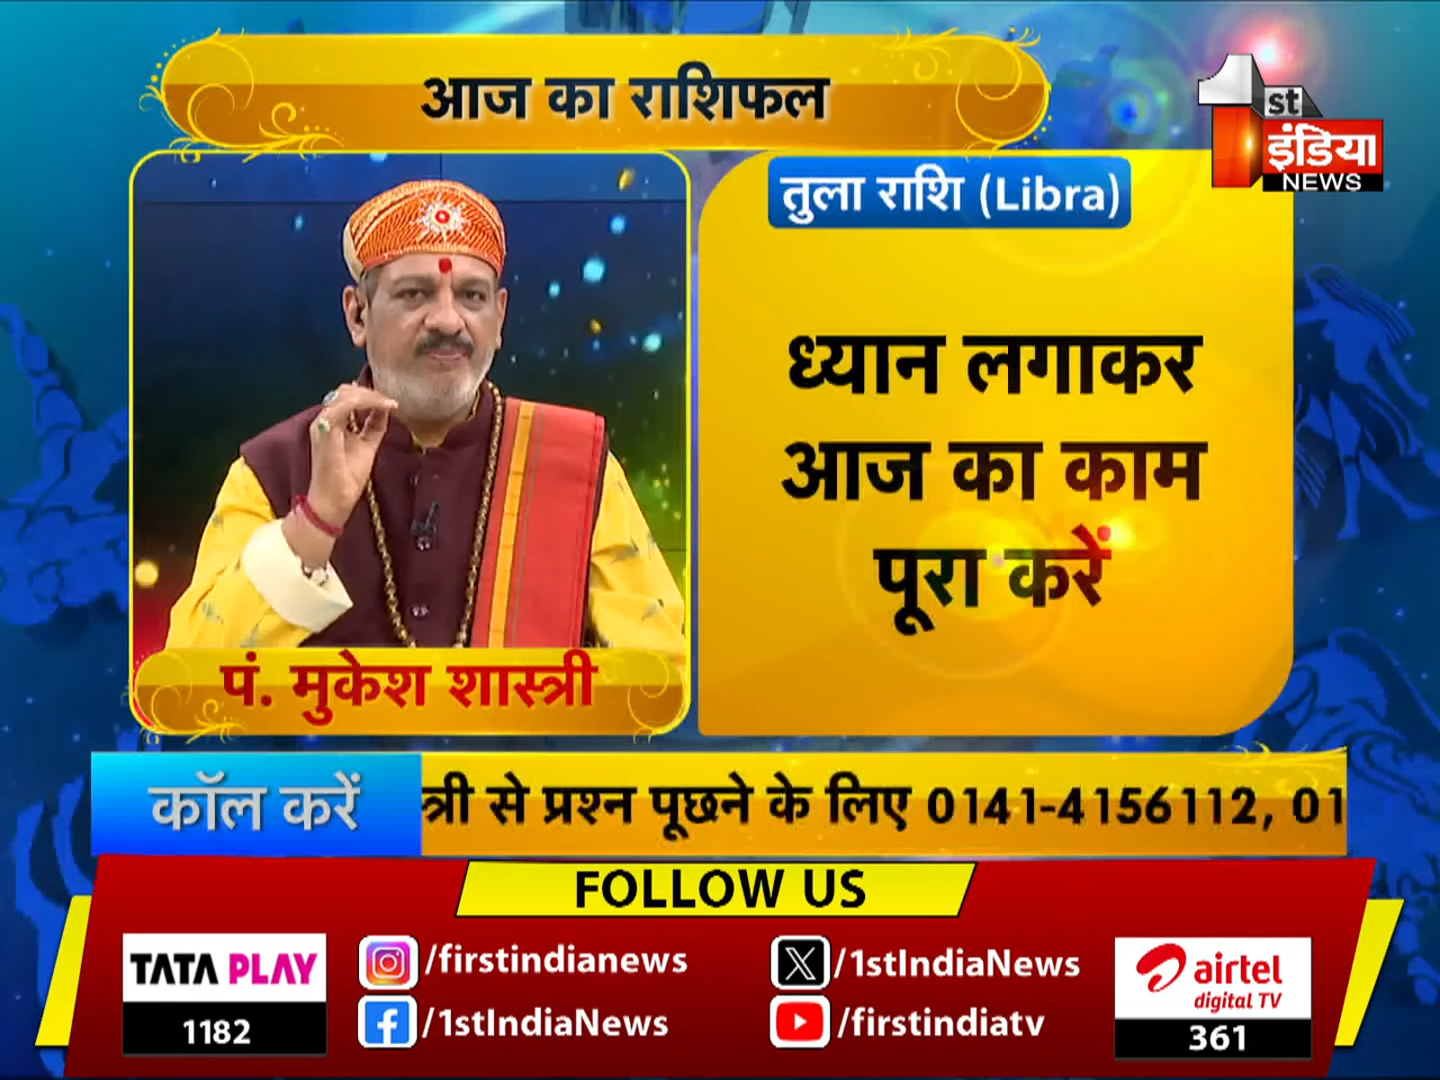 आज का राशिफल
1st
इंडिया
NEWS
तुला राशि (Libra)
ध्यान लगाकर
आज का काम
पूरा करें
पं. मुकेश शास्त्री
कॉल करें
त्री से प्रश्न पूछने के लिए 0141-4156112, 01
FOLLOW US
TATA PLAY
1182
/firstindianews
/1stIndiaNews
/1stIndiaNews
/firstindiatv
airtel
digital TV
361